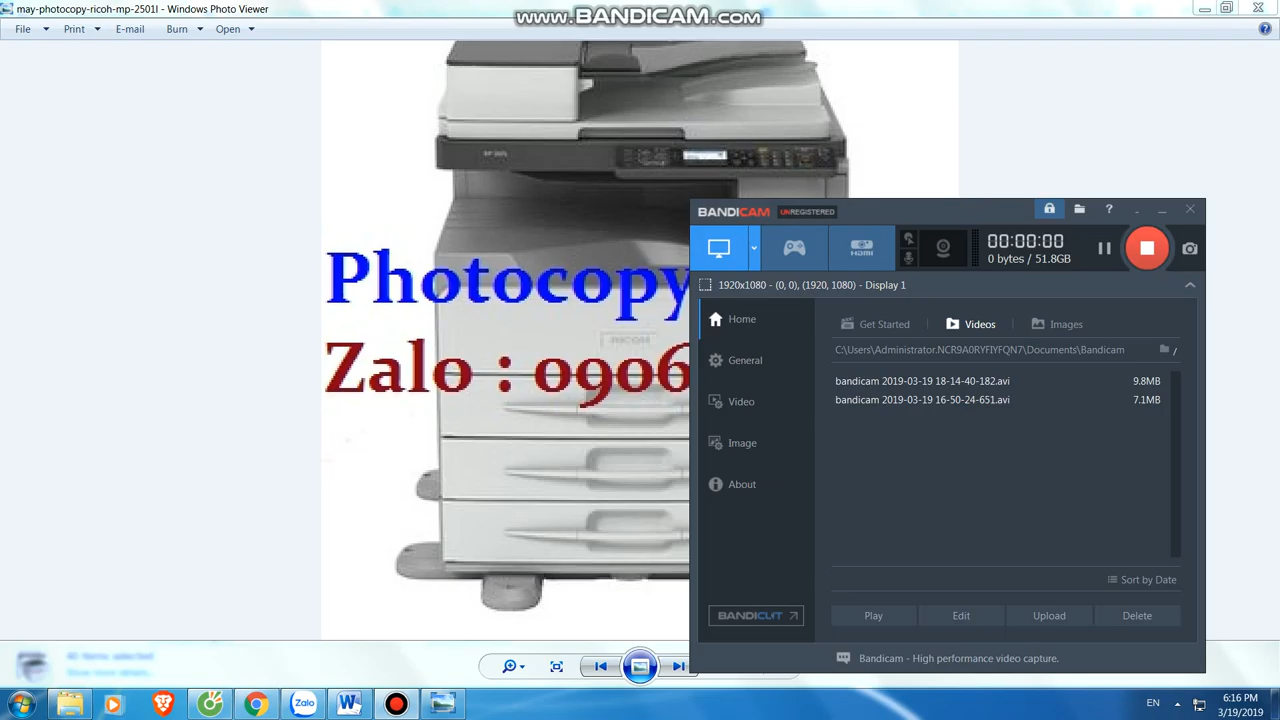 may-photocopy-ricoh-mp-2501l - Windows Photo Viewer
www.BANDICAM.com
File Print E-mail Burn Open
Photocopy
Zalo : 0906
BANDICAM UNREGISTERED
HDMI
00:00:00
0 bytes / 51.8GB
1920x1080 - (0, 0), (1920, 1080) - Display 1
Home
General
Video
Image
About
BANDICUT
Get Started Videos Images
C:\Users\Administrator.NCR9A0RYFIYFQN7\Documents\Bandicam
bandicam 2019-03-19 18-14-40-182.avi 9.8MB
bandicam 2019-03-19 16-50-24-651.avi 7.1MB
Sort by Date
Play Edit Upload Delete
Bandicam - High performance video capture.
Zalo
EN
6:16 PM
3/19/2019